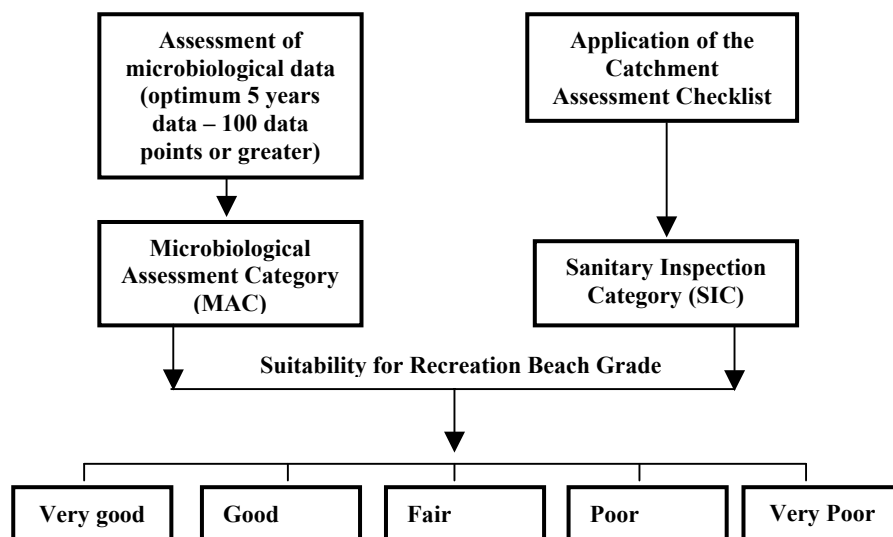 Assessment of
microbiological data
(optimum 5 years
data – 100 data
points or greater)
Application of the
Catchment
Assessment Checklist
Microbiological
Assessment Category
(MAC)
Sanitary Inspection
Category (SIC)
Suitability for Recreation Beach Grade
Very good
Good
Fair
Poor
Very Poor